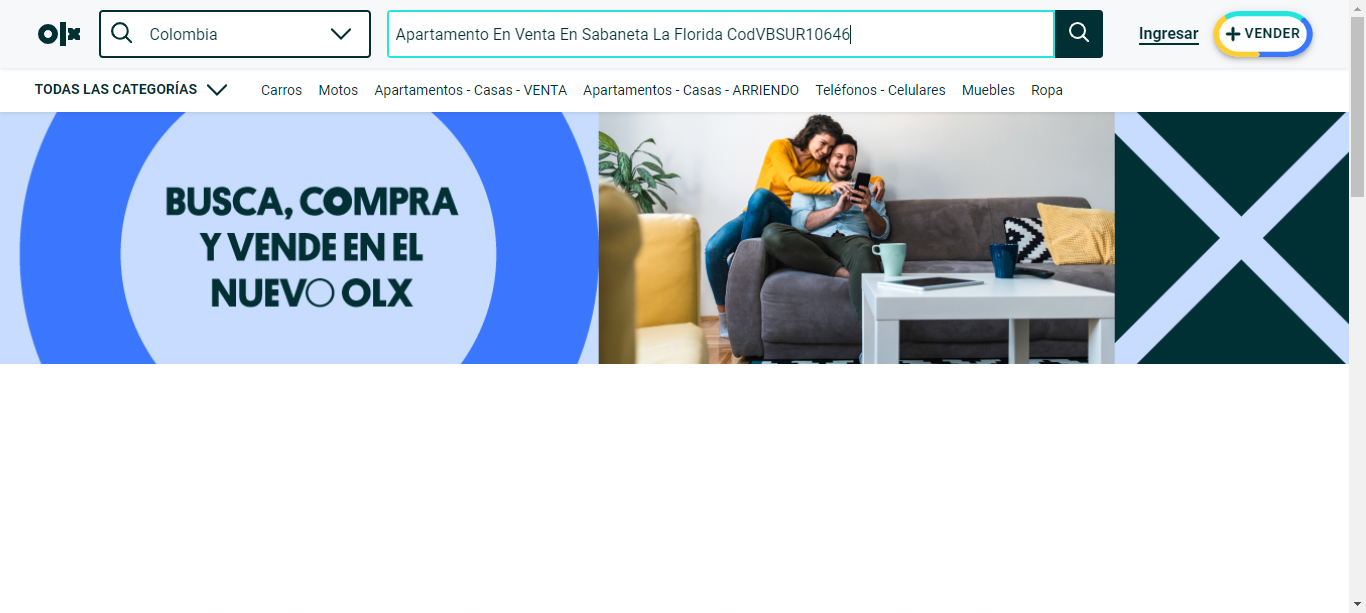 olx
Colombia
Apartamento En Venta En Sabaneta La Florida CodVBSUR10646
Ingresar
VENDER
TODAS LAS CATEGORÍAS
Carros
Motos
Apartamentos - Casas - VENTA
Apartamentos - Casas - ARRIENDO
Teléfonos - Celulares
Muebles
Ropa
BUSCA, COMPRA
Y VENDE EN EL
NUEVO OLX